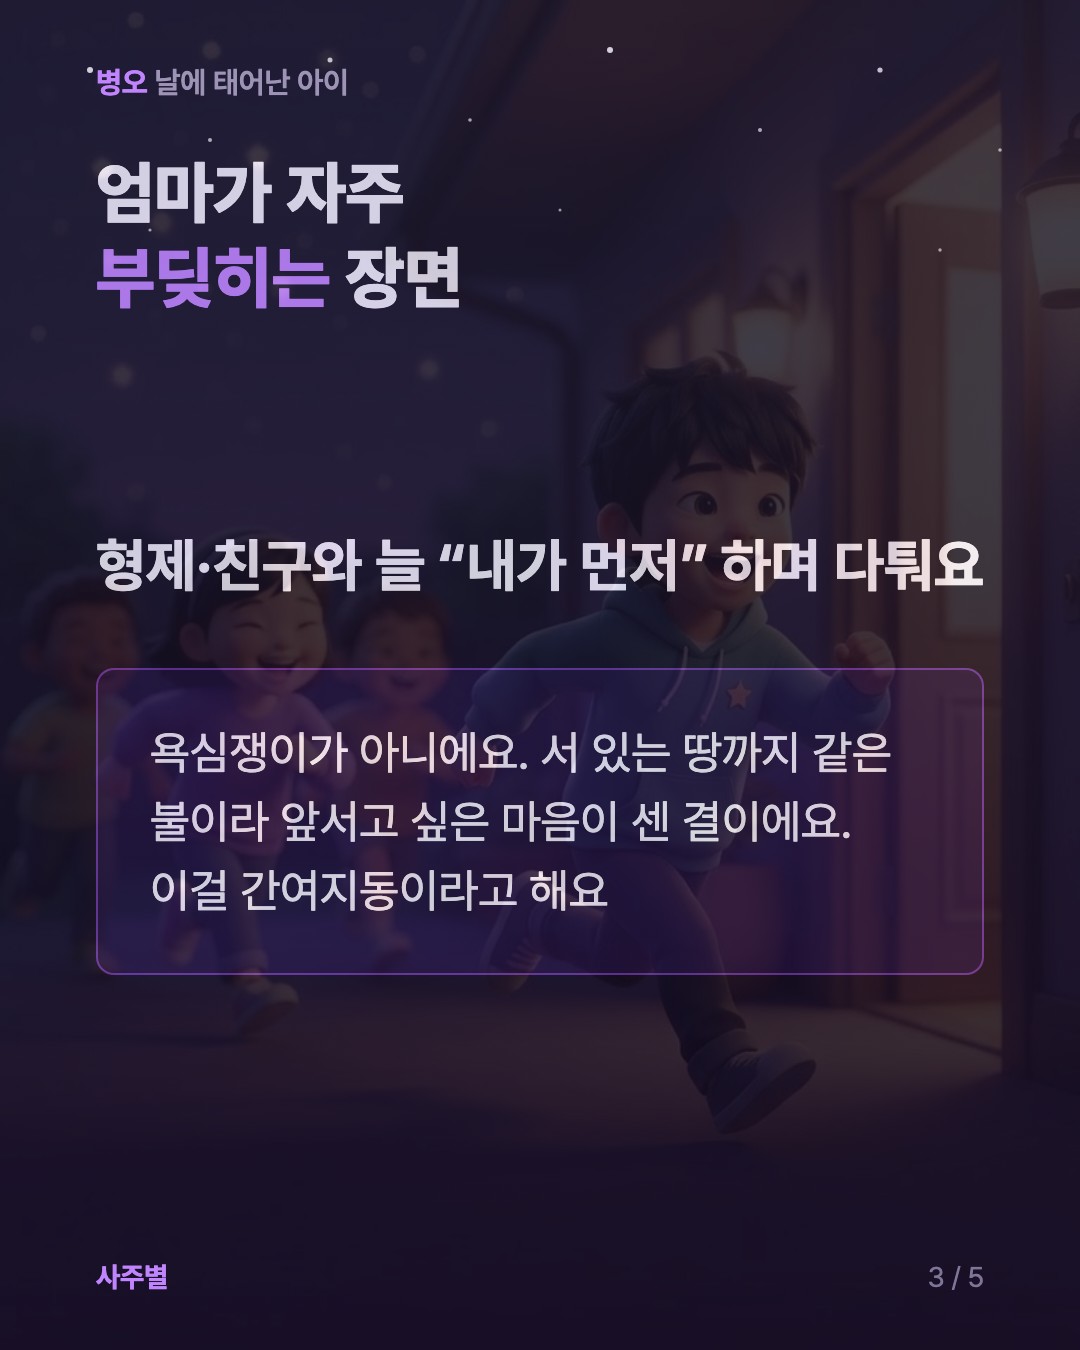 병오 날에 태어난 아이
엄마가 자주
부딪히는 장면
형제·친구와 늘 “내가 먼저” 하며 다퉈요
욕심쟁이가 아니에요. 서 있는 땅까지 같은
불이라 앞서고 싶은 마음이 센 결이에요.
이걸 간여지동이라고 해요
사주별
3 / 5